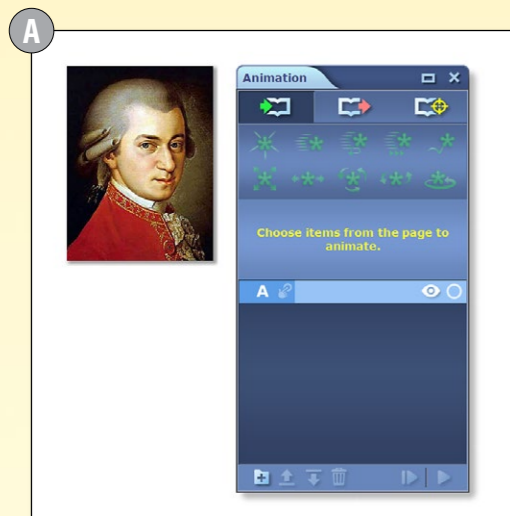 A
Animation
Choose items from the page to
animate.
A